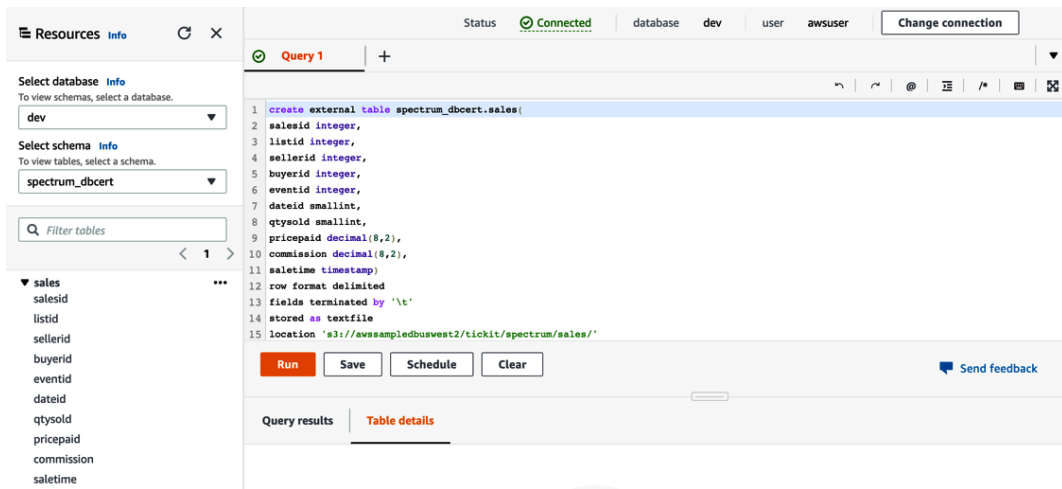 Status Connected database dev user awsuser Change connection
Resources Info
Query 1 +
Select database Info
To view schemas, select a database.
dev
Select schema Info
To view tables, select a schema.
spectrum_dbcert
Filter tables
1
sales
salesid
listid
sellerid
buyerid
eventid
dateid
qtysold
pricepaid
commission
saletime
@ /*
1 create external table spectrum_dbcert.sales(
2 salesid integer,
3 listid integer,
4 sellerid integer,
5 buyerid integer,
6 eventid integer,
7 dateid smallint,
8 qtysold smallint,
9 pricepaid decimal(8,2),
10 commission decimal(8,2),
11 saletime timestamp)
12 row format delimited
13 fields terminated by '\t'
14 stored as textfile
15 location 's3://awssampledbuswest2/tickit/spectrum/sales/'
Run Save Schedule Clear
Send feedback
Query results Table details